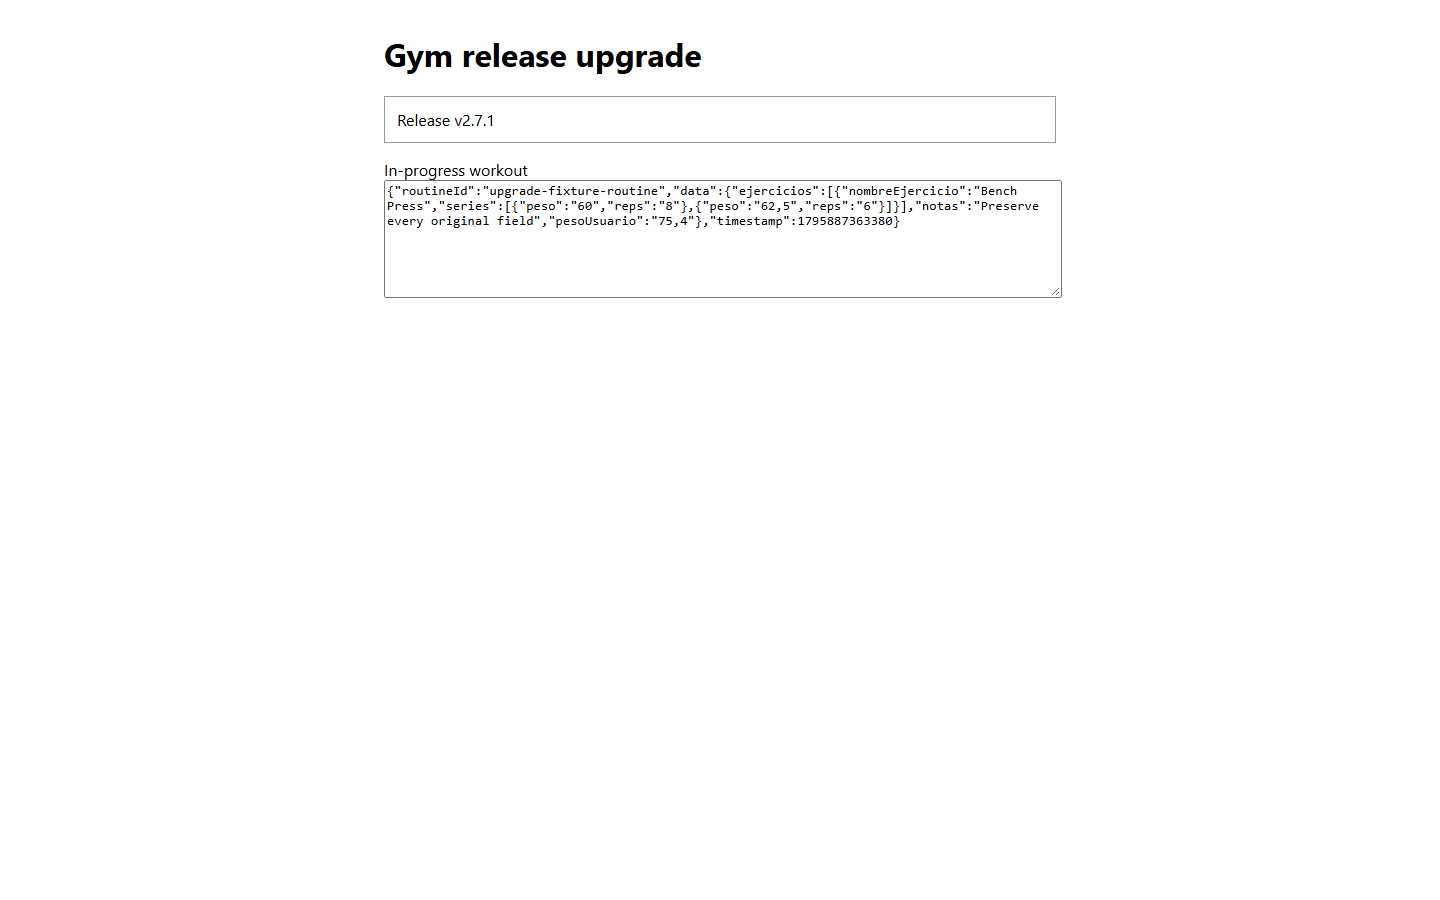 Gym release upgrade
Release v2.7.1
In-progress workout
{"routineId":"upgrade-fixture-routine","data":{"ejercicios":[{"nombreEjercicio":"Bench
Press","series":[{"peso":"60","reps":"8"},{"peso":"62,5","reps":"6"}]}],"notas":"Preserve
every original field","pesoUsuario":"75,4"},"timestamp":1795887363380}